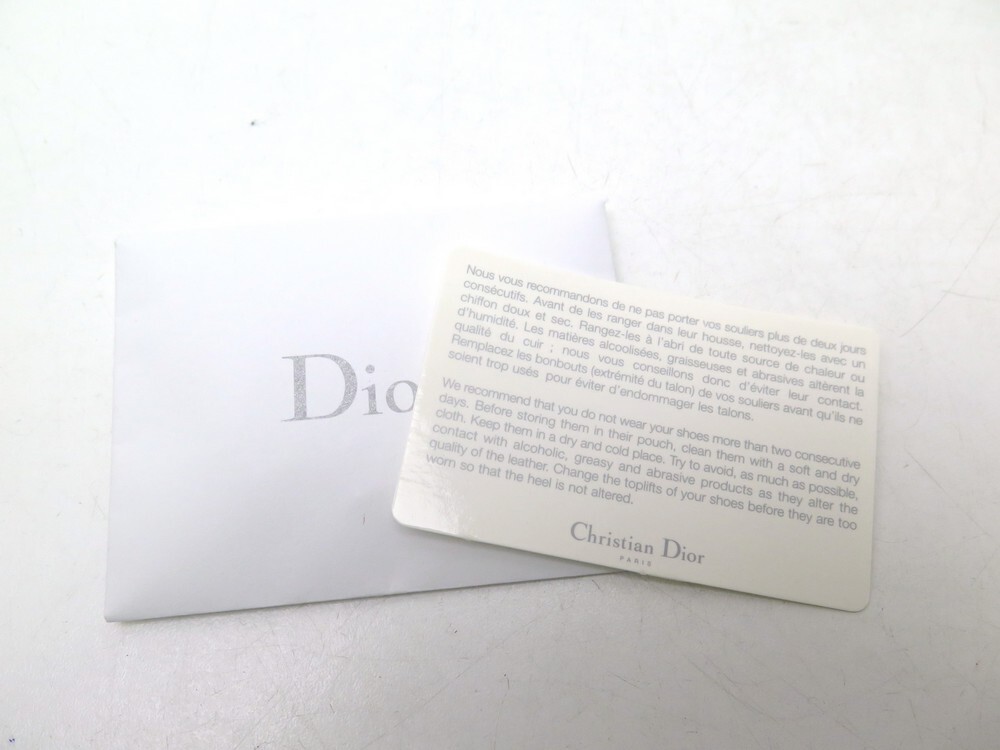 Dio
Nous vous recommandons de ne pas porter vos souliers plus de deux jours
consécutifs. Avant de les ranger dans leur housse, nettoyez-les avec un
chiffon doux et sec. Rangez-les à l'abri de toute source de chaleur ou
d'humidité. Les matières alcoolisées, graisseuses et abrasives altèrent la
qualité du cuir ; nous vous conseillons donc d'éviter leur contact.
Remplacez les bonbouts (extrémité du talon) de vos souliers avant qu'ils ne
soient trop usés pour éviter d'endommager les talons.
We recommend that you do not wear your shoes more than two consecutive
days. Before storing them in their pouch, clean them with a soft and dry
cloth. Keep them in a dry and cold place. Try to avoid, as much as possible,
contact with alcoholic, greasy and abrasive products as they alter the
quality of the leather. Change the toplifts of your shoes before they are too
worn so that the heel is not altered.
Christian Dior
PARIS